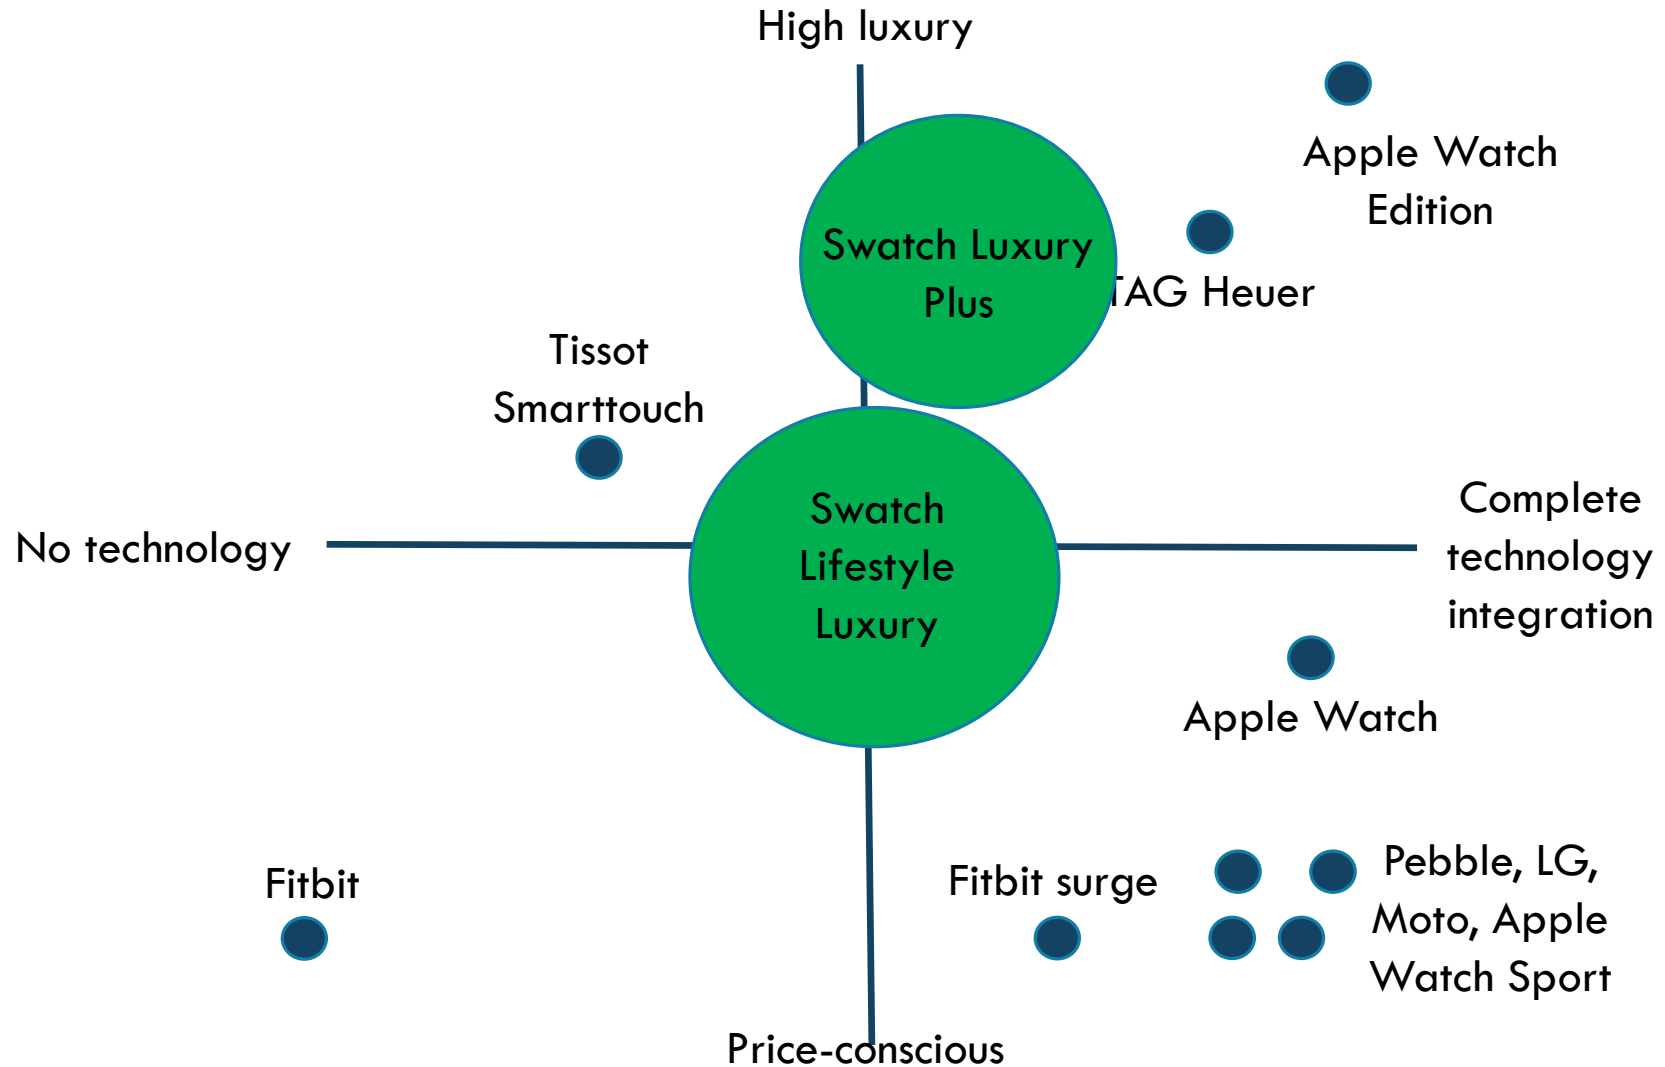 High luxury
Apple Watch
Edition
Swatch Luxury
Plus
TAG Heuer
Tissot
Smarttouch
Swatch
Lifestyle
Luxury
No technology
Complete
technology
integration
Apple Watch
Fitbit
Fitbit surge
Pebble, LG,
Moto, Apple
Watch Sport
Price-conscious